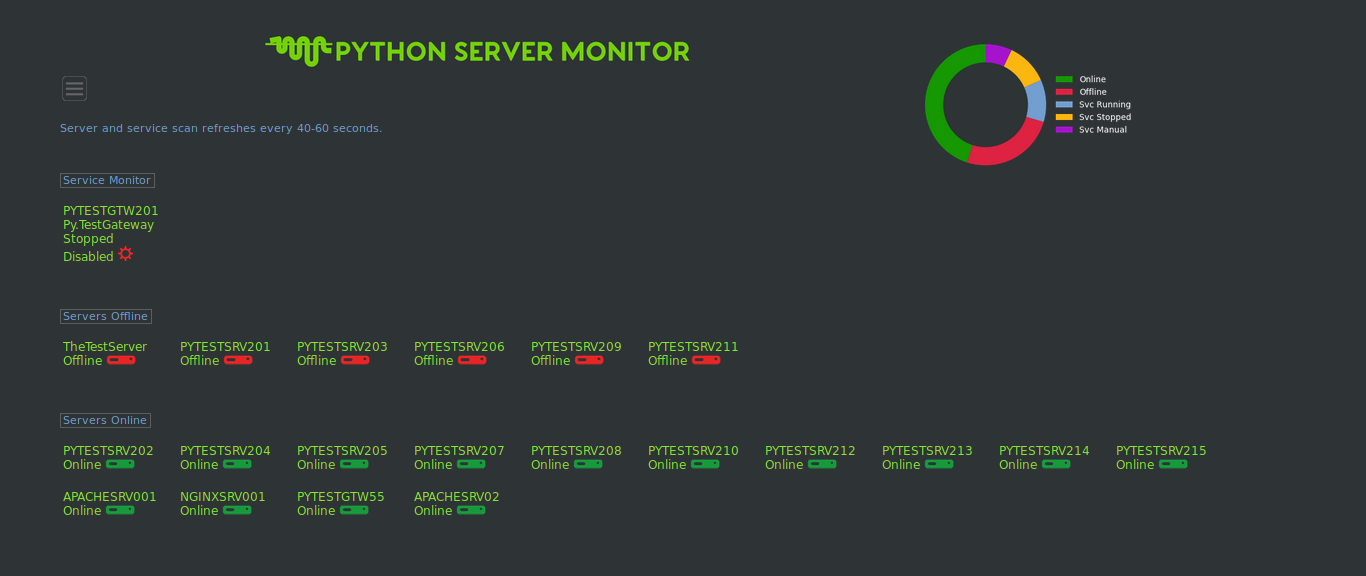 PYTHON SERVER MONITOR
Online
Offline
Svc Running
Svc Stopped
Svc Manual
Server and service scan refreshes every 40-60 seconds.
Service Monitor
PYTESTGTW201
Py.TestGateway
Stopped
Disabled
Servers Offline
TheTestServer PYTESTSRV201 PYTESTSRV203 PYTESTSRV206 PYTESTSRV209 PYTESTSRV211
Offline Offline Offline Offline Offline Offline
Servers Online
PYTESTSRV202 PYTESTSRV204 PYTESTSRV205 PYTESTSRV207 PYTESTSRV208 PYTESTSRV210 PYTESTSRV212 PYTESTSRV213 PYTESTSRV214 PYTESTSRV215
Online Online Online Online Online Online Online Online Online Online
APACHESRV001 NGINXSRV001 PYTESTGTW55 APACHESRV02
Online Online Online Online